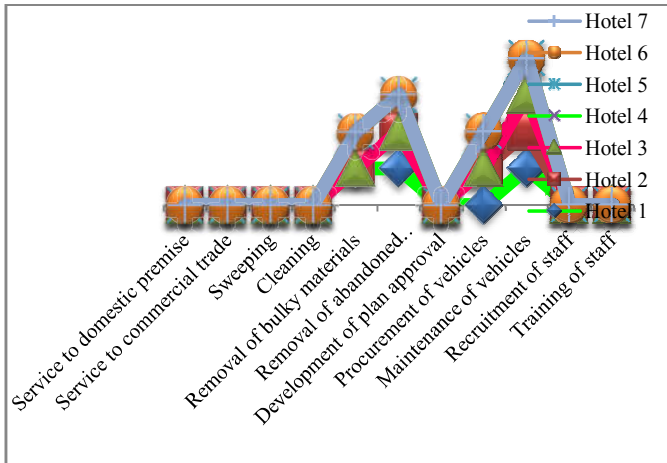 Hotel 7
Hotel 6
Hotel 5
Hotel 4
Hotel 3
Hotel 2
Hotel 1
Service to domestic premise
Service to commercial trade
Sweeping
Cleaning
Removal of bulky materials
Removal of abandoned..
Development of plan approval
Procurement of vehicles
Maintenance of vehicles
Recruitment of staff
Training of staff